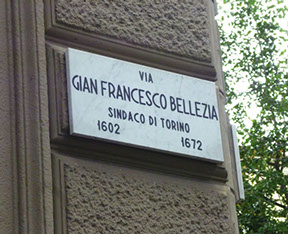 VIA
GIAN FRANCESCO BELLEZIA
SINDACO DI TORINO
1602 1672